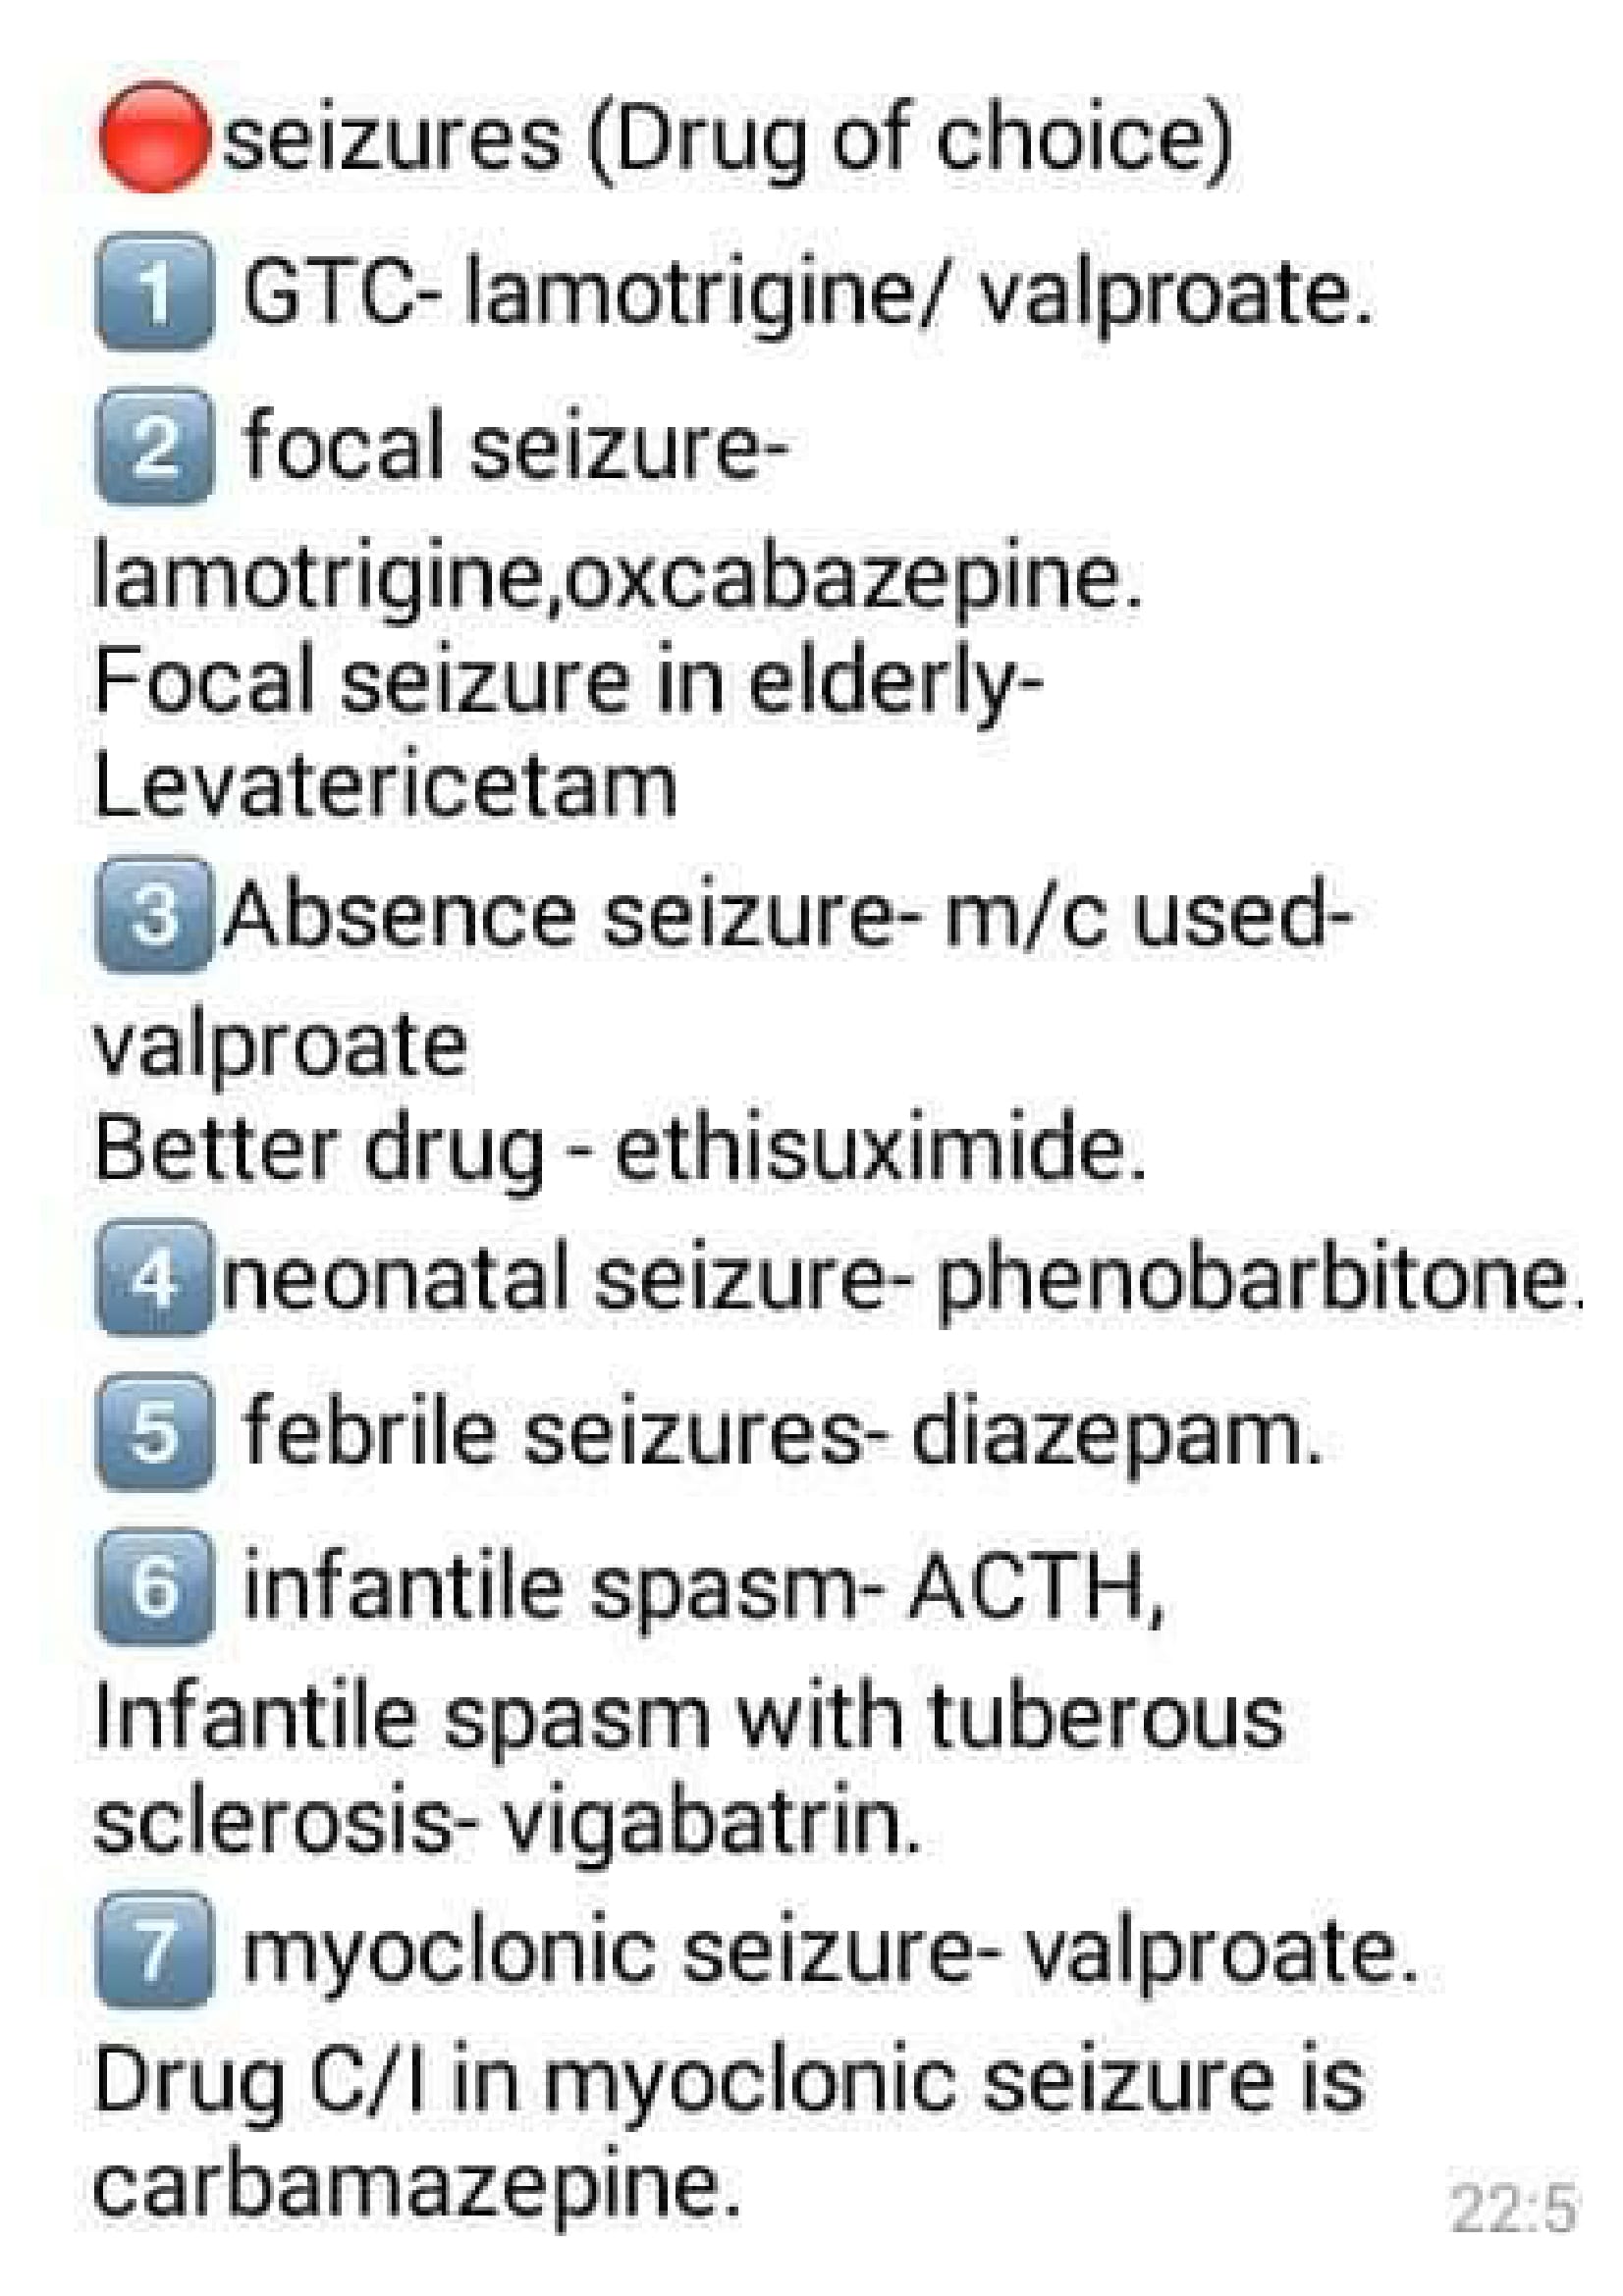 🔴seizures (Drug of choice)
1️⃣ GTC- lamotrigine/ valproate.
2️⃣ focal seizure-
lamotrigine,oxcabazepine.
Focal seizure in elderly-
Levatericetam
3️⃣Absence seizure- m/c used-
valproate
Better drug - ethisuximide.
4️⃣neonatal seizure- phenobarbitone.
5️⃣ febrile seizures- diazepam.
6️⃣ infantile spasm- ACTH,
Infantile spasm with tuberous
sclerosis- vigabatrin.
7️⃣ myoclonic seizure- valproate.
Drug C/I in myoclonic seizure is
carbamazepine.
22:5